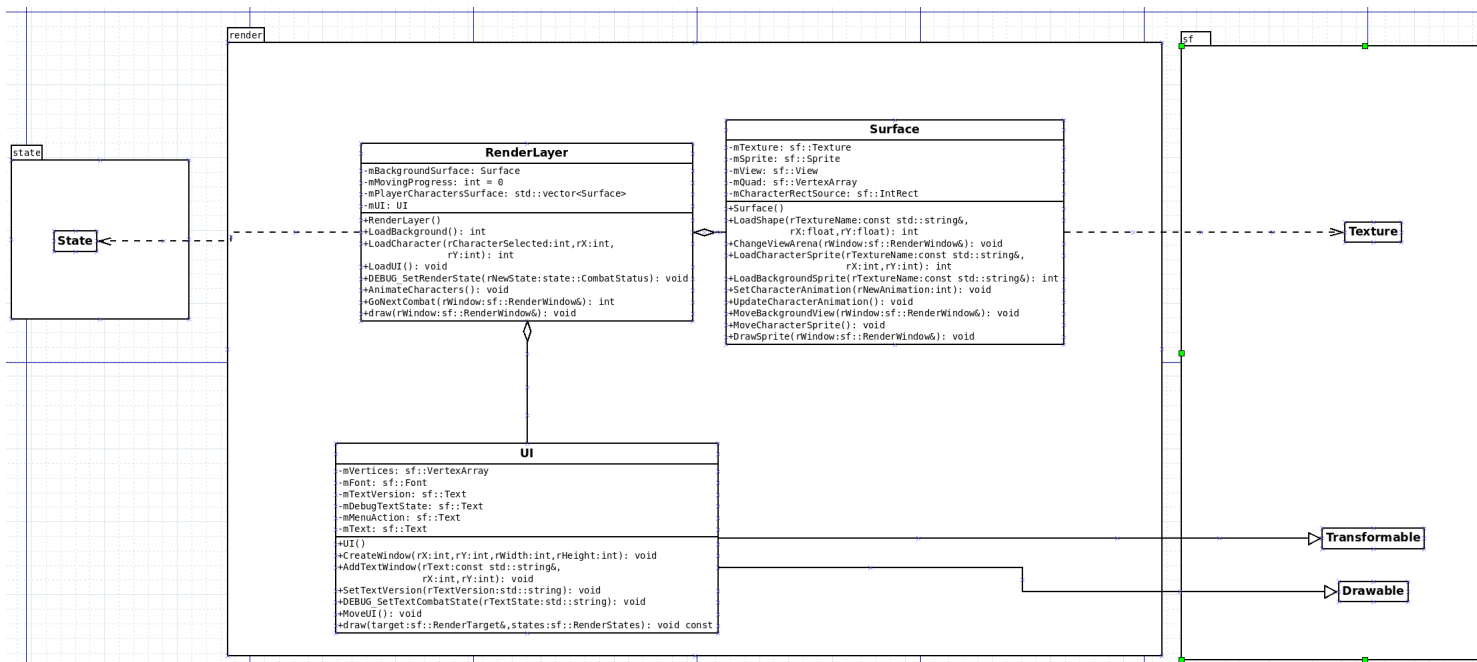 render
sf
state
State
RenderLayer
-mBackgroundSurface: Surface
-mMovingProgress: int = 0
-mPlayerCharactersSurface: std::vector<Surface>
-mUI: UI
+RenderLayer()
+LoadBackground(): int
+LoadCharacter(rCharacterSelected:int,rX:int,
rY:int): int
+LoadUI(): void
+DEBUG_SetRenderState(rNewState:state::CombatStatus): void
+AnimateCharacters(): void
+GoNextCombat(rWindow:sf::RenderWindow&): int
+draw(rWindow:sf::RenderWindow&): void
Surface
-mTexture: sf::Texture
-mSprite: sf::Sprite
-mView: sf::View
-mQuad: sf::VertexArray
-mCharacterRectSource: sf::IntRect
+Surface()
+LoadShape(rTextureName:const std::string&,
rX:float,rY:float): int
+ChangeViewArena(rWindow:sf::RenderWindow&): void
+LoadCharacterSprite(rTextureName:const std::string&,
rX:int,rY:int): int
+LoadBackgroundSprite(rTextureName:const std::string&): int
+SetCharacterAnimation(rNewAnimation:int): void
+UpdateCharacterAnimation(): void
+MoveBackgroundView(rWindow:sf::RenderWindow&): void
+MoveCharacterSprite(): void
+DrawSprite(rWindow:sf::RenderWindow&): void
Texture
UI
-mVertices: sf::VertexArray
-mFont: sf::Font
-mTextVersion: sf::Text
-mDebugTextState: sf::Text
-mMenuAction: sf::Text
-mText: sf::Text
+UI()
+CreateWindow(rX:int,rY:int,rWidth:int,rHeight:int): void
+AddTextWindow(rText:const std::string&,
rX:int,rY:int): void
+SetTextVersion(rTextVersion:std::string): void
+DEBUG_SetTextCombatState(rTextState:std::string): void
+MoveUI(): void
+draw(target:sf::RenderTarget&,states:sf::RenderStates): void const
Transformable
Drawable